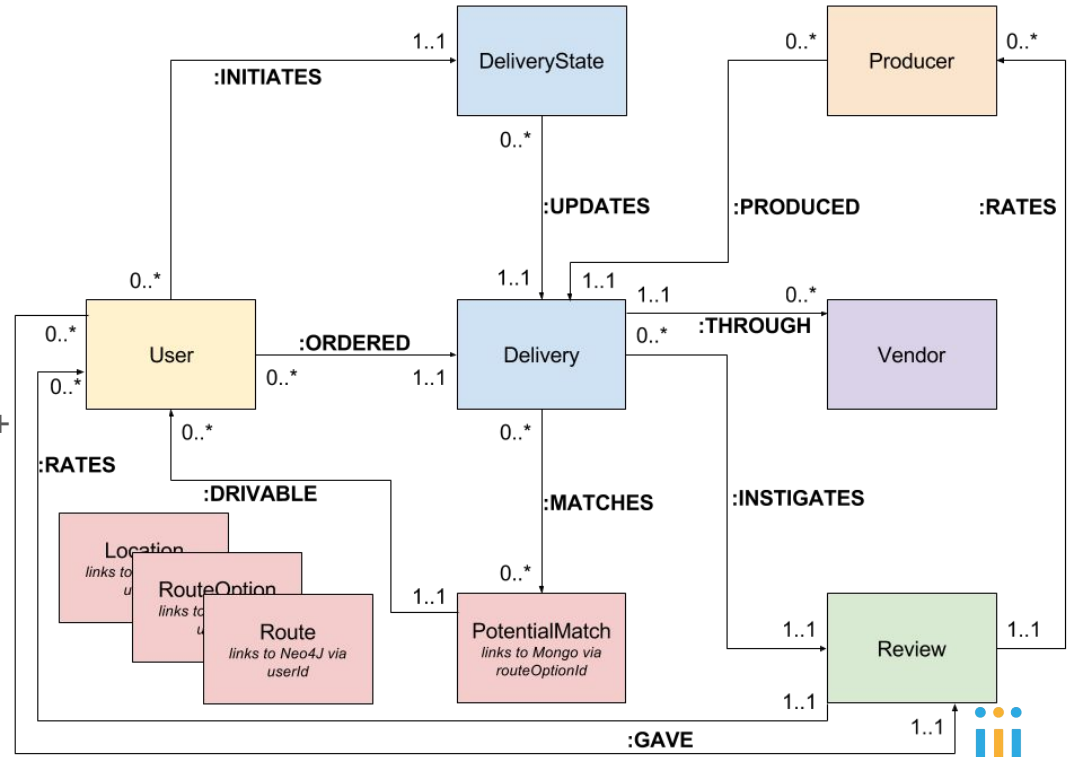 1..1
DeliveryState
0..*
Producer
0..*
:INITIATES
0..*
:UPDATES
:PRODUCED
:RATES
0..*
1..1
1..1
1..1
0..*
0..*
User
:ORDERED
Delivery
:THROUGH
0..*
Vendor
0..*
0..*
1..1
+
0..*
0..*
:RATES
:DRIVABLE
:MATCHES
:INSTIGATES
Location
links to
u
RouteOption
links to
u
Route
links to Neo4J via
userId
0..*
1..1
PotentialMatch
links to Mongo via
routeOptionId
1..1
Review
1..1
1..1
1..1
:GAVE